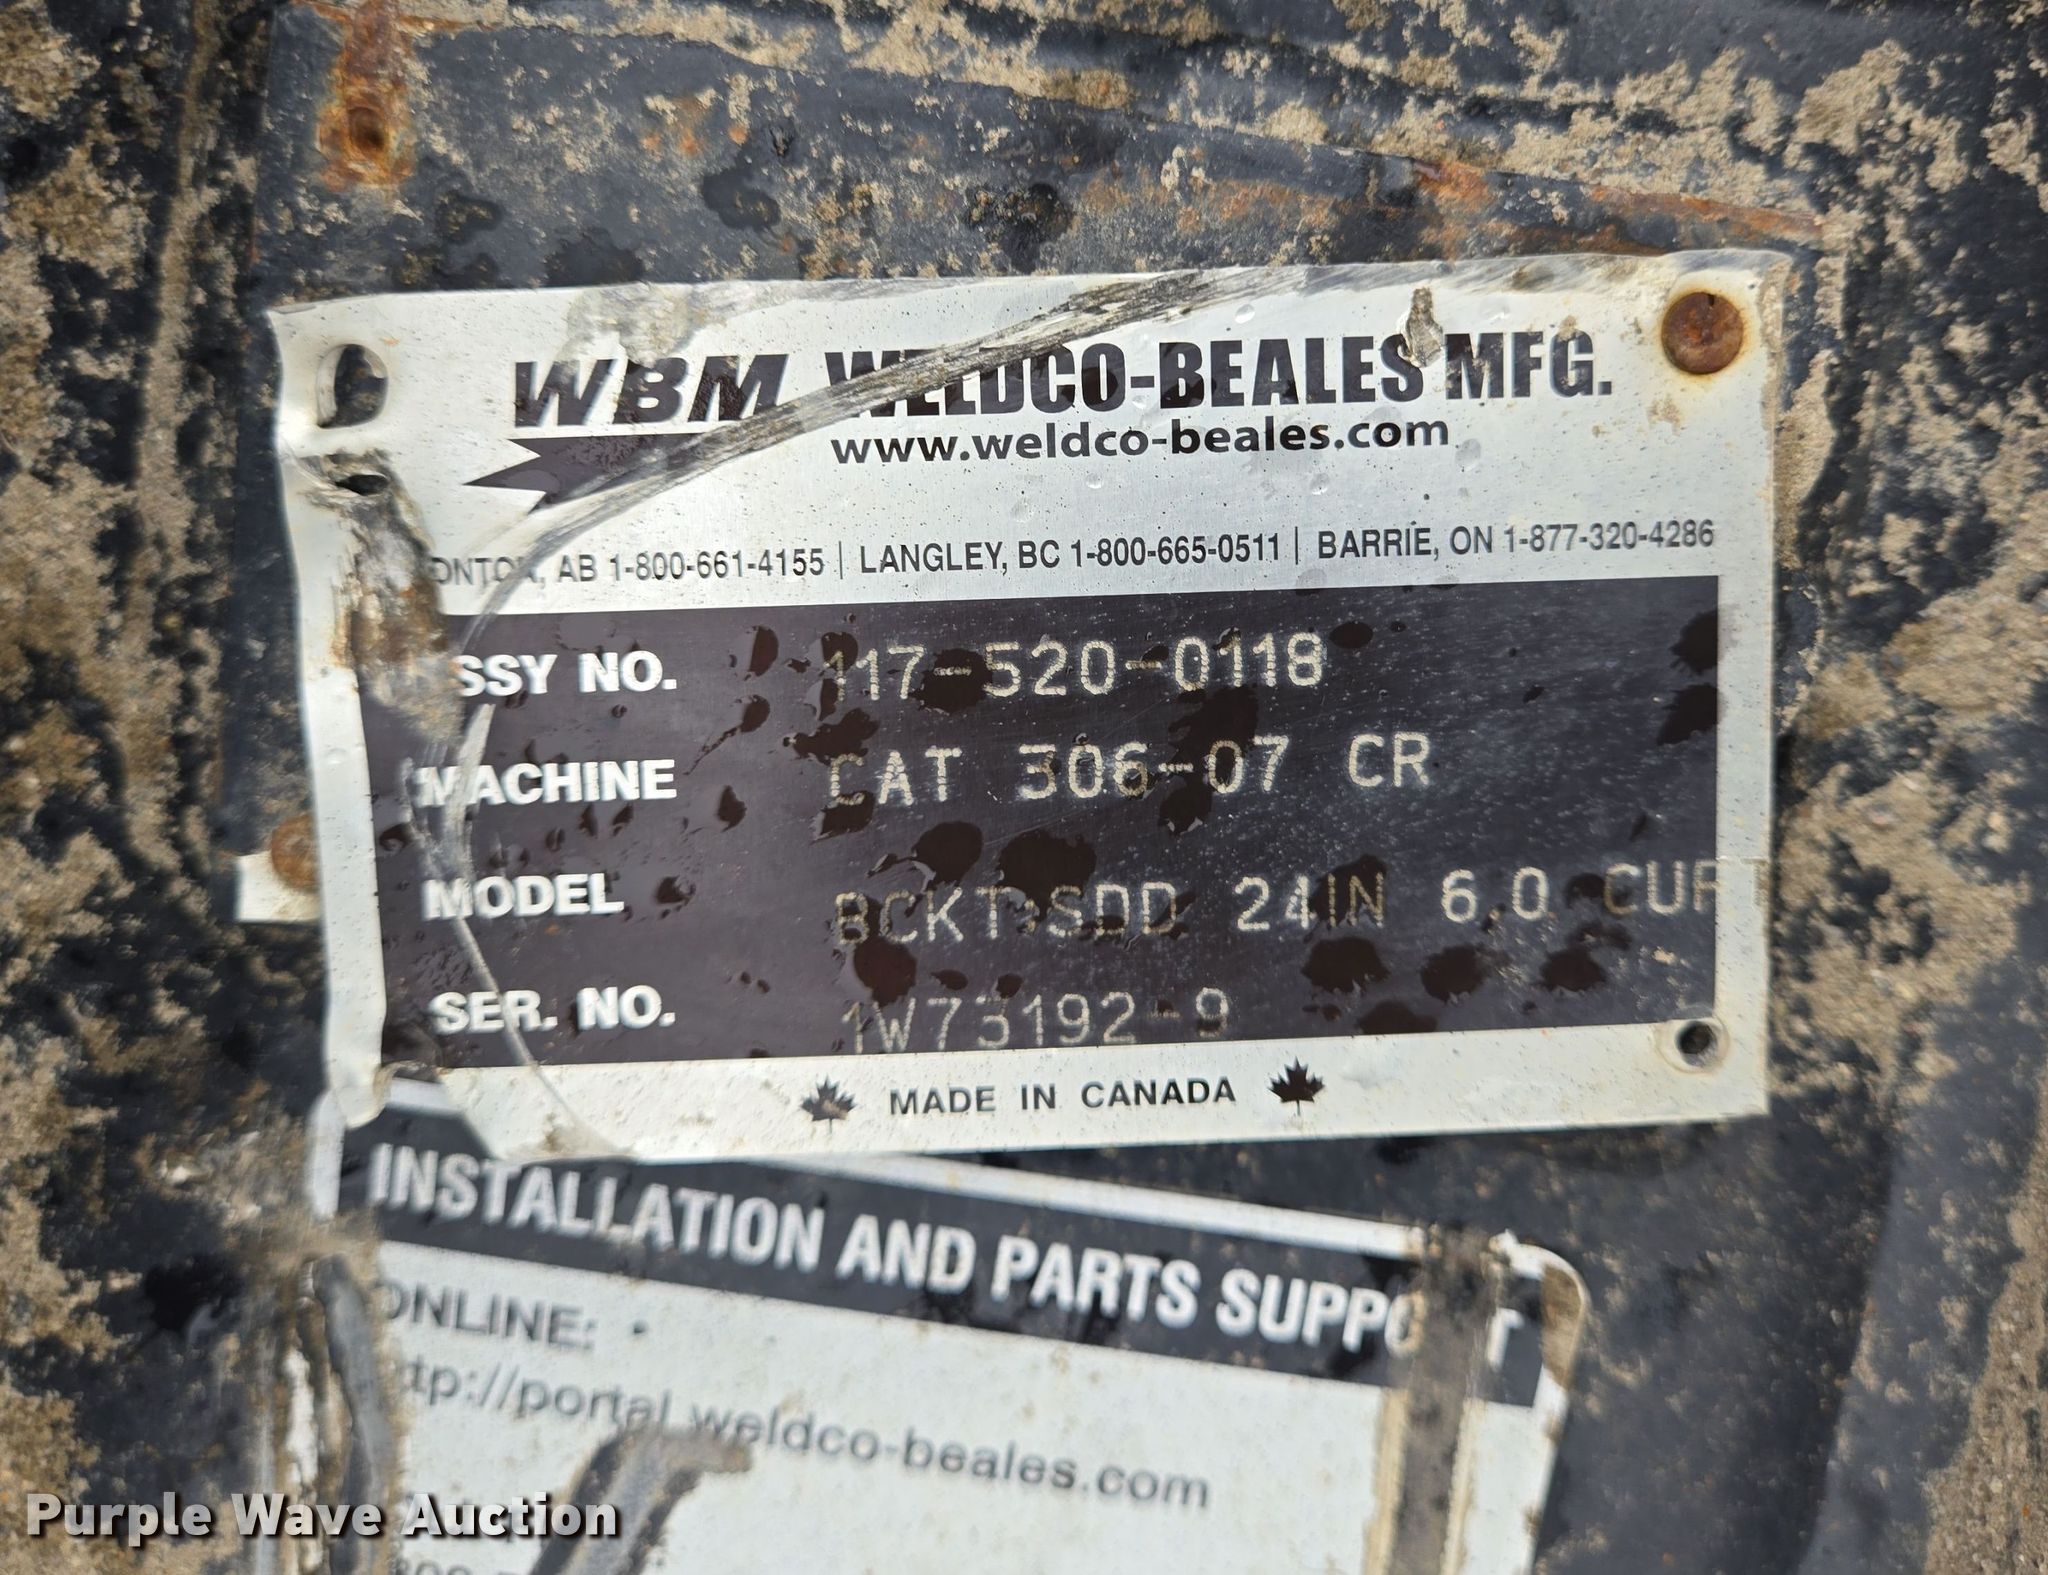 WBM WELDCO-BEALES MFG.
www.weldco-beales.com
AB 1-800-661-4155 | LANGLEY, BC 1-800-665-0511 | BARRIE, ON 1-877-320-4286
SSY NO. 117-520-0118
MACHINE CAT 306-07 CR
MODEL BCKT:SDD 24IN 6.0 CUF
SER. NO. 1W73192-9
MADE IN CANADA
INSTALLATION AND PARTS SUPPORT
ONLINE:
tp://portal.weldco-beales.com
Purple Wave Auction